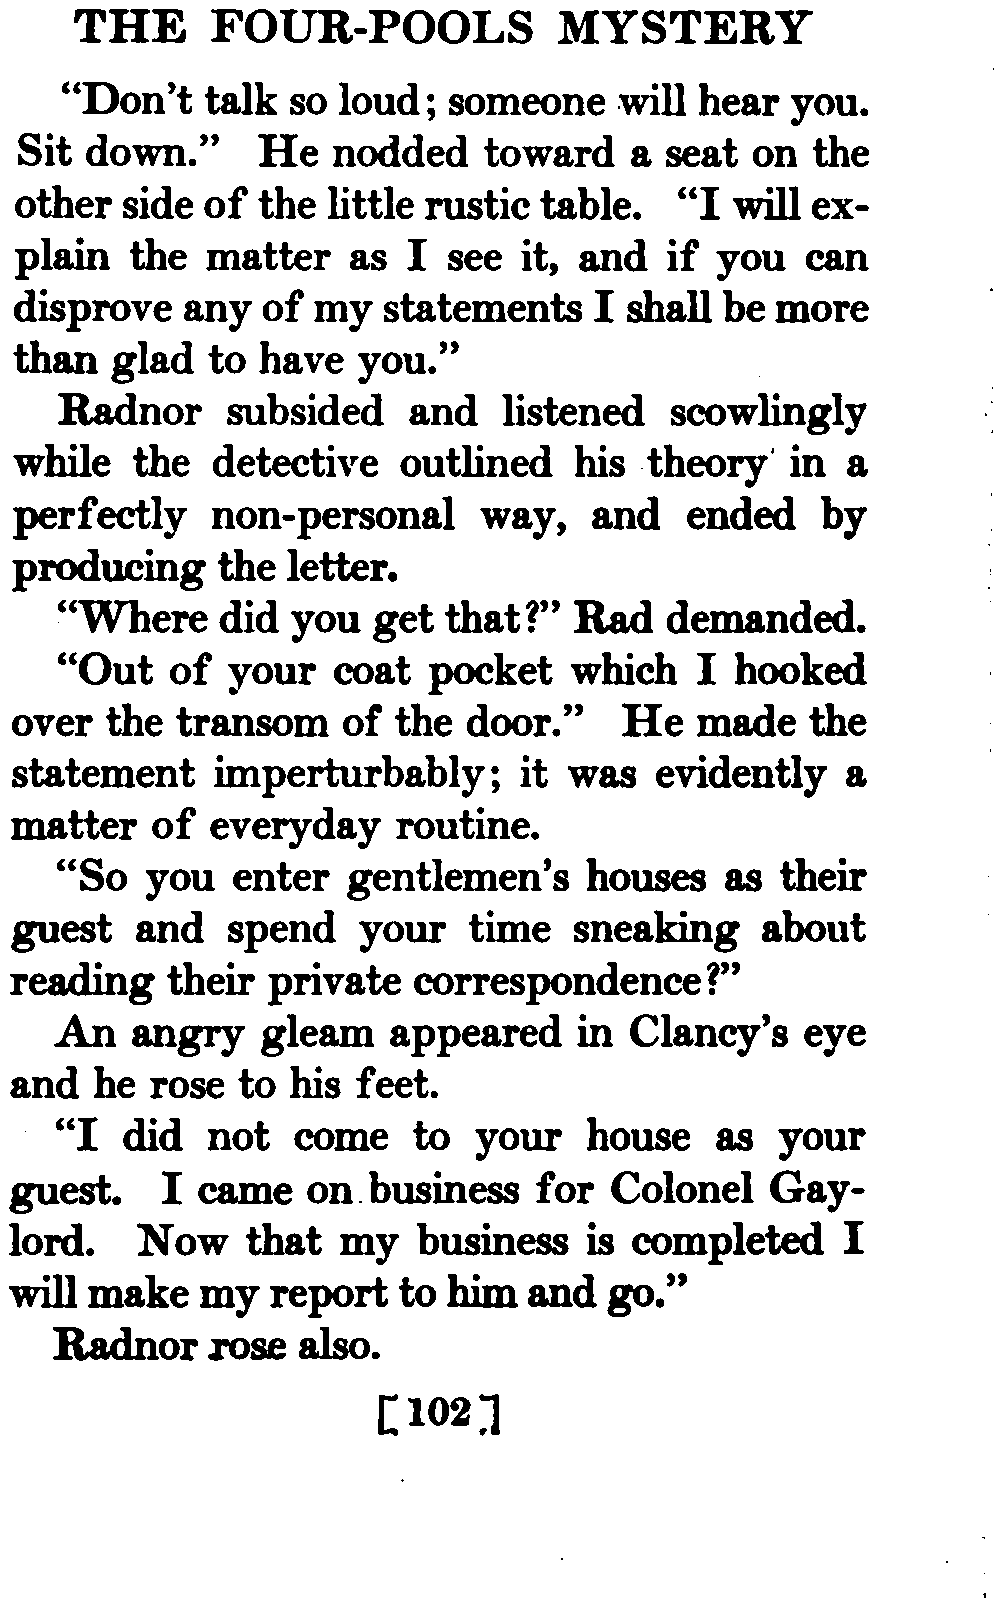 THE FOUR-POOLS MYSTERY
“Don’t talk so loud; someone will hear you.
Sit down.” He nodded toward a seat on the
other side of the little rustic table. “I will ex-
plain the matter as I see it, and if you can
disprove any of my statements I shall be more
than glad to have you.”
Radnor subsided and listened scowlingly
while the detective outlined his theory in a
perfectly non-personal way, and ended by
producing the letter.
“Where did you get that?” Rad demanded.
“Out of your coat pocket which I hooked
over the transom of the door.” He made the
statement imperturbably; it was evidently a
matter of everyday routine.
“So you enter gentlemen’s houses as their
guest and spend your time sneaking about
reading their private correspondence?”
An angry gleam appeared in Clancy’s eye
and he rose to his feet.
“I did not come to your house as your
guest. I came on business for Colonel Gay-
lord. Now that my business is completed I
will make my report to him and go.”
Radnor rose also.
[102]